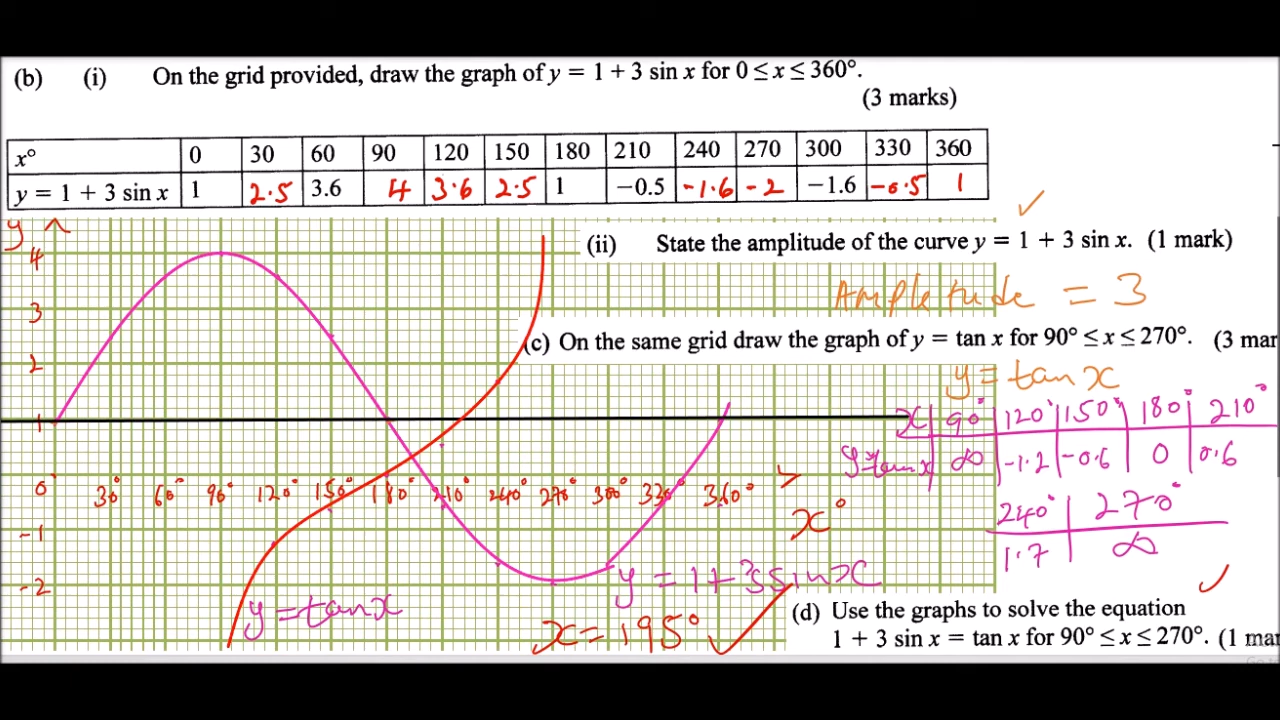 (b) (i) On the grid provided, draw the graph of y = 1 + 3 sin x for 0 ≤ x ≤ 360°.
(3 marks)
x° 0 30 60 90 120 150 180 210 240 270 300 330 360
y = 1 + 3 sin x 1 2.5 3.6 4 3.6 2.5 1 −0.5 -1.6 -2 −1.6 -0.5 1
y
4
3
2
1
0 30° 60° 90° 120° 150° 180° 210° 240° 270° 300° 330° 360°
x°
-1
-2
(ii) State the amplitude of the curve y = 1 + 3 sin x. (1 mark)
Amplitude = 3
(c) On the same grid draw the graph of y = tan x for 90° ≤ x ≤ 270°. (3 mar
y = tan x
x 90° 120° 150° 180° 210°
y=tanx ∞ -1.2 -0.6 0 0.6
240° 270°
1.7 ∞
y = 1 + 3sinx
y = tanx
x = 195°
(d) Use the graphs to solve the equation
1 + 3 sin x = tan x for 90° ≤ x ≤ 270°. (1 mar